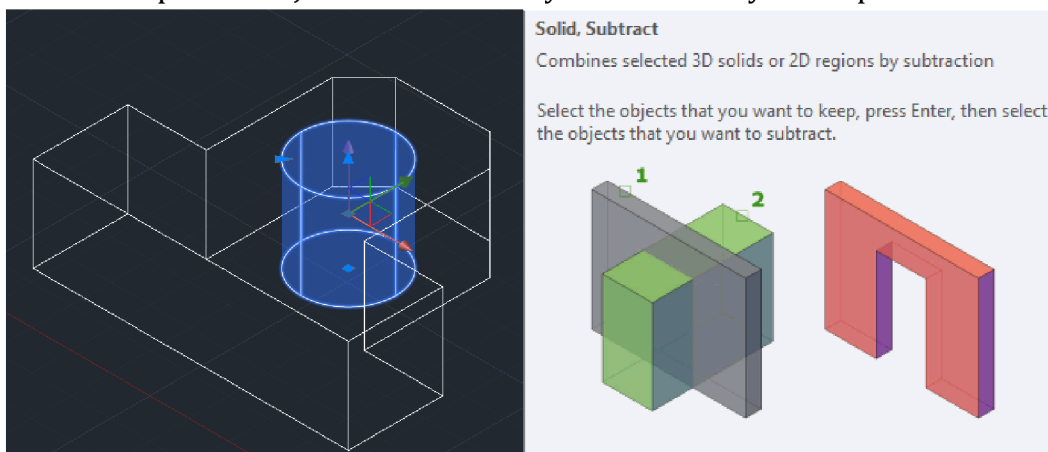 Solid, Subtract
Combines selected 3D solids or 2D regions by subtraction
Select the objects that you want to keep, press Enter, then select
the objects that you want to subtract.
1
2